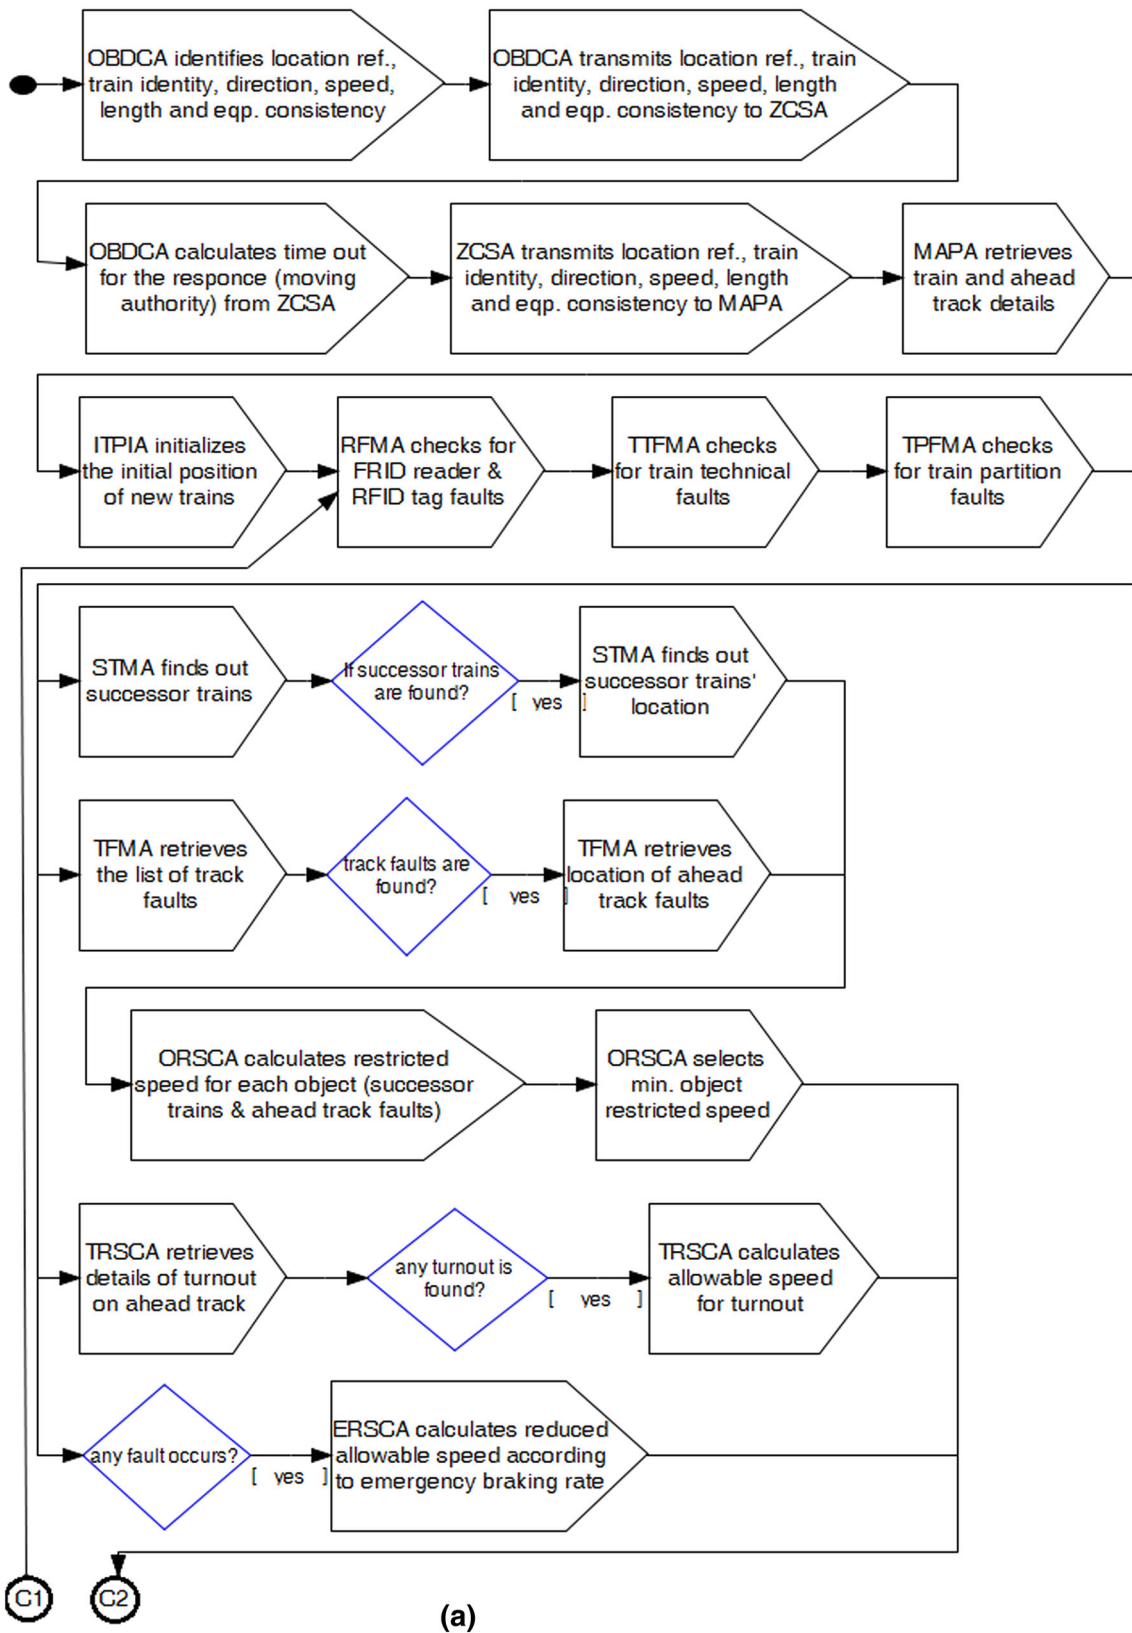 OBDCA identifies location ref.,
train identity, direction, speed,
length and eqp. consistency
OBDCA transmits location ref., train
identity, direction, speed, length
and eqp. consistency to ZCSA
OBDCA calculates time out
for the responce (moving
authority) from ZCSA
ZCSA transmits location ref., train
identity, direction, speed, length
and eqp. consistency to MAPA
MAPA retrieves
train and ahead
track details
ITPIA initializes
the initial position
of new trains
RFMA checks for
FRID reader &
RFID tag faults
TTFMA checks
for train technical
faults
TPFMA checks
for train partition
faults
STMA finds out
successor trains
If successor trains
are found?
[ yes ]
STMA finds out
successor trains'
location
TFMA retrieves
the list of track
faults
track faults are
found?
[ yes ]
TFMA retrieves
location of ahead
track faults
ORSCA calculates restricted
speed for each object (successor
trains & ahead track faults)
ORSCA selects
min. object
restricted speed
TRSCA retrieves
details of turnout
on ahead track
any turnout is
found?
[ yes ]
TRSCA calculates
allowable speed
for turnout
any fault occurs?
[ yes ]
ERSCA calculates reduced
allowable speed according
to emergency braking rate
C1
C2
(a)